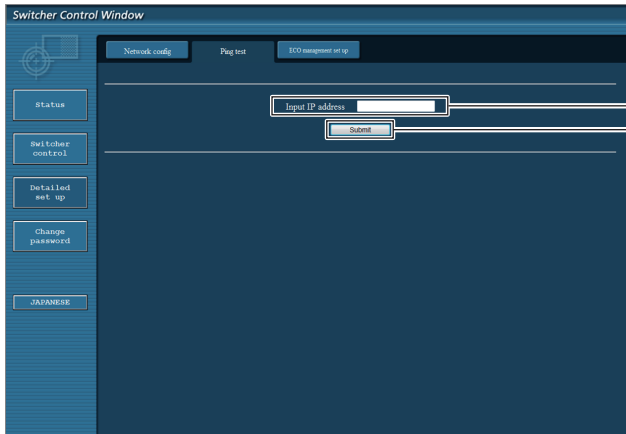 Switcher Control Window
Network config
Ping test
ECO management set up
Status
Switcher
control
Detailed
set up
Change
password
JAPANESE
Input IP address
Submit